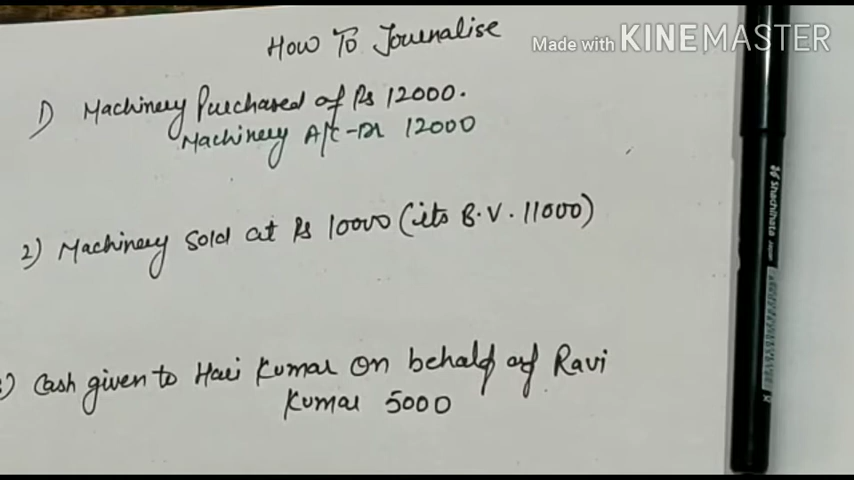 How To Journalise
Made with KINEMASTER
1) Machinery Purchased of Rs 12000.
Machinery A/c - Dr 12000
2) Machinery sold at Rs 10000 (its B.V. 11000)
3) Cash given to Hari Kumar on behalf of Ravi
Kumar 5000
Shachihata